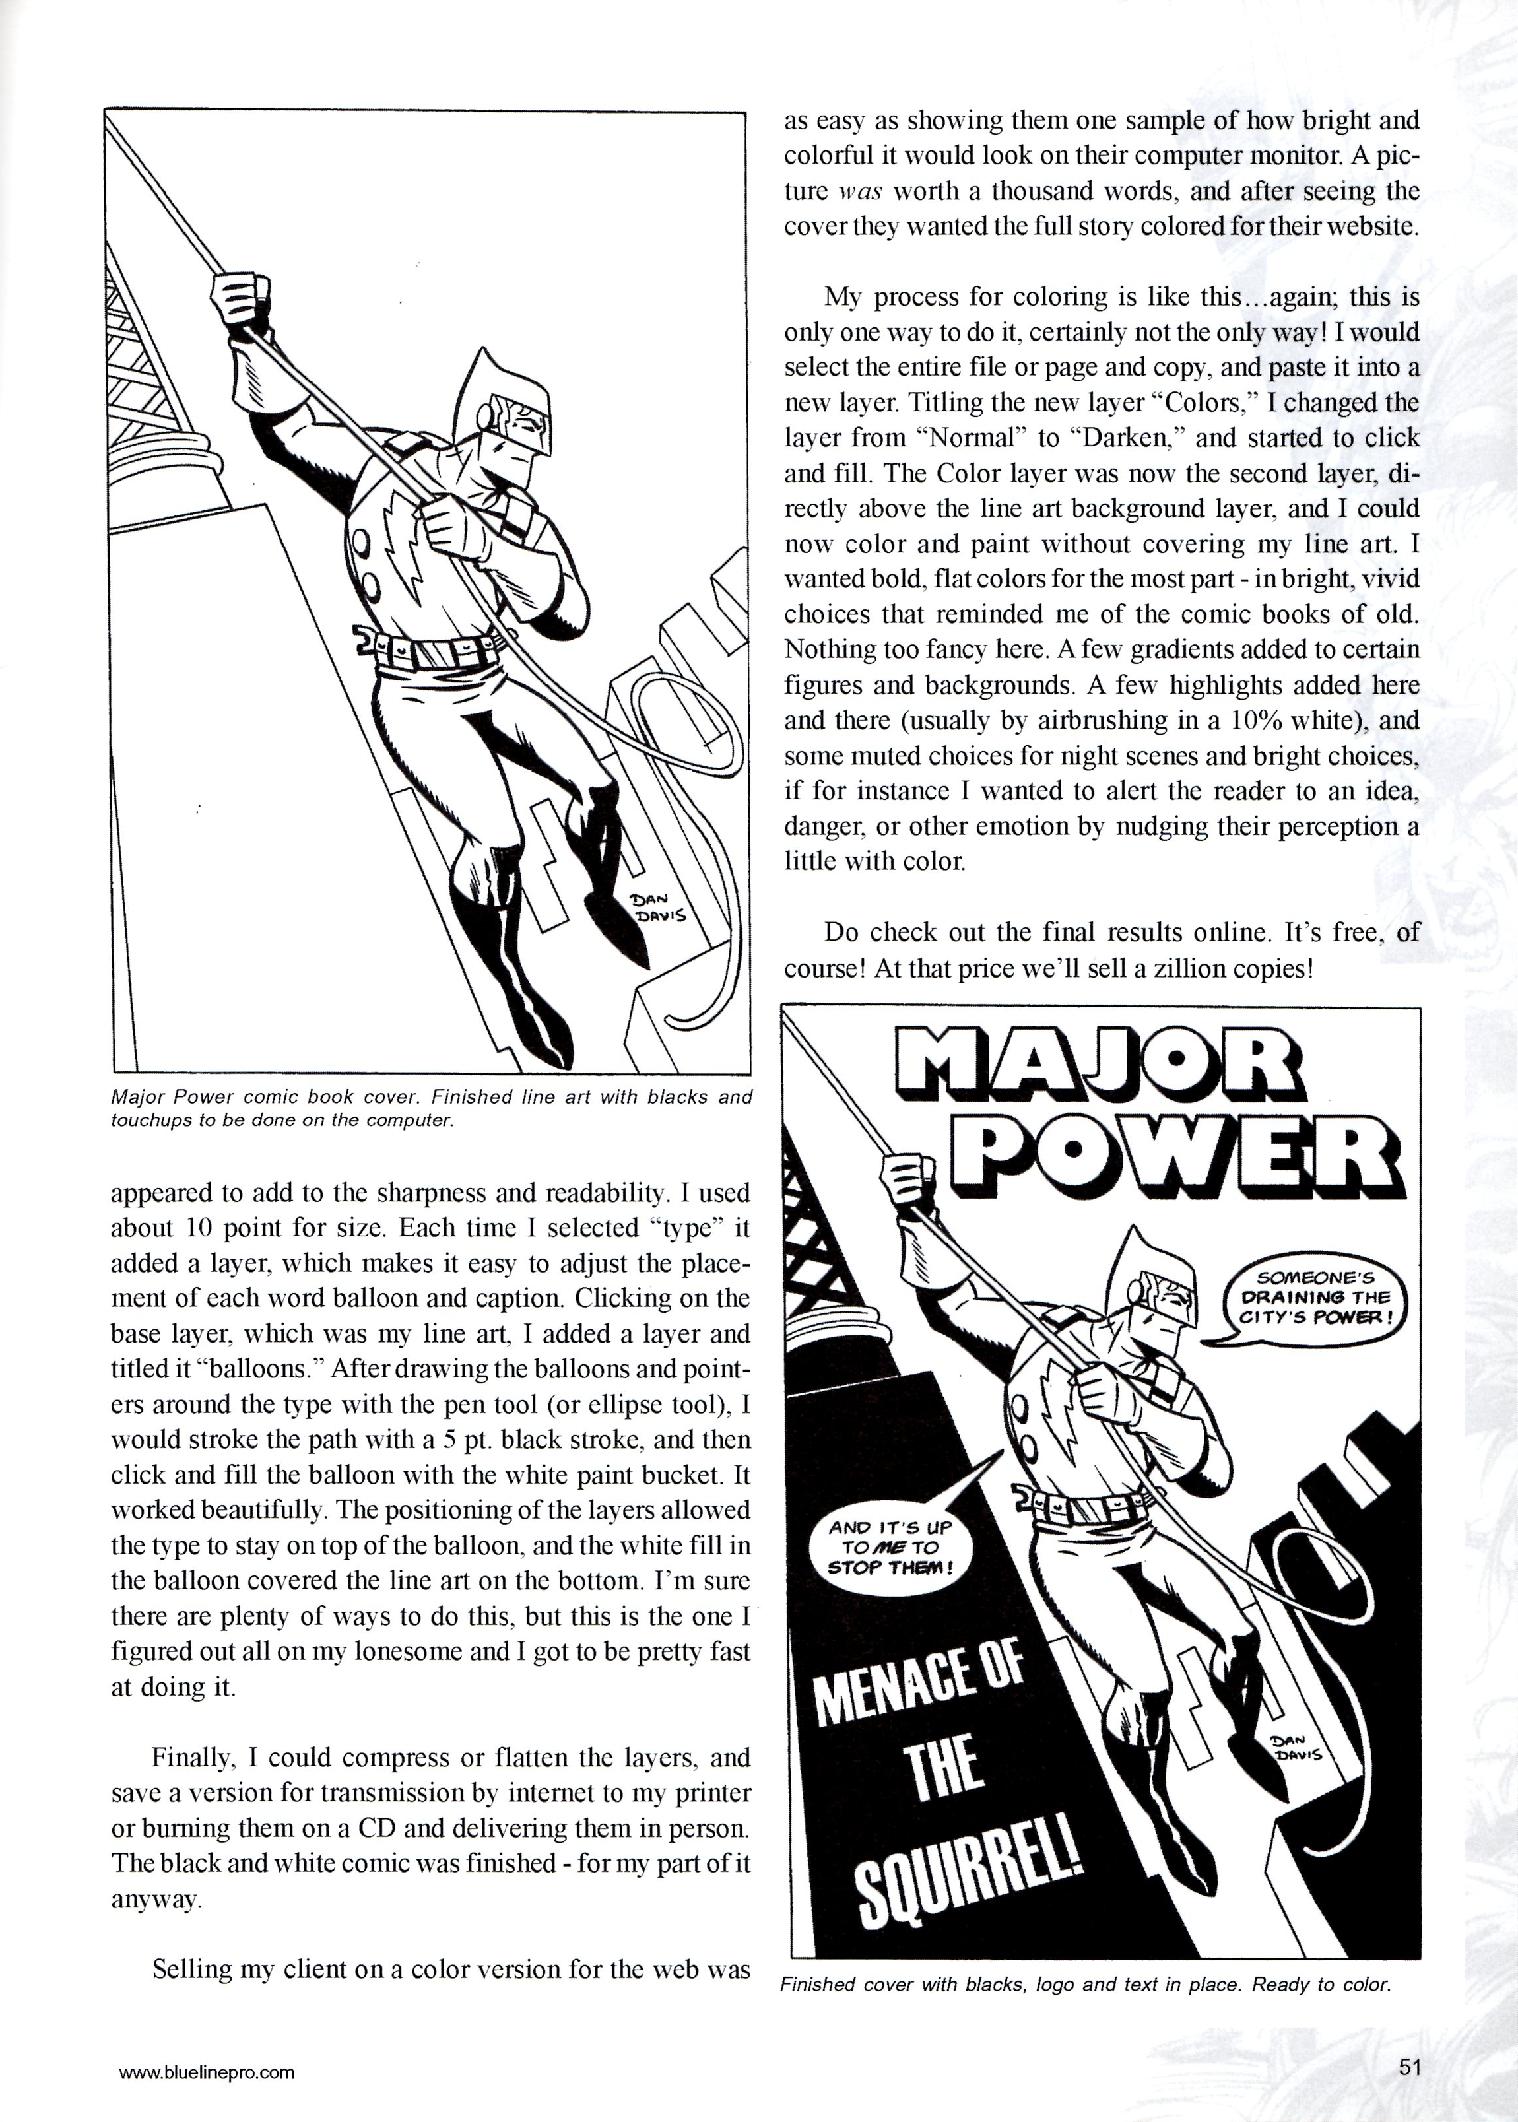 DAN
DAVIS
Major Power comic book cover. Finished line art with blacks and
touchups to be done on the computer.
appeared to add to the sharpness and readability. I used
about 10 point for size. Each time I selected “type” it
added a layer, which makes it easy to adjust the place-
ment of each word balloon and caption. Clicking on the
base layer, which was my line art, I added a layer and
titled it “balloons.” After drawing the balloons and point-
ers around the type with the pen tool (or ellipse tool), I
would stroke the path with a 5 pt. black stroke, and then
click and fill the balloon with the white paint bucket. It
worked beautifully. The positioning of the layers allowed
the type to stay on top of the balloon, and the white fill in
the balloon covered the line art on the bottom. I’m sure
there are plenty of ways to do this, but this is the one I
figured out all on my lonesome and I got to be pretty fast
at doing it.
Finally, I could compress or flatten the layers, and
save a version for transmission by internet to my printer
or burning them on a CD and delivering them in person.
The black and white comic was finished - for my part of it
anyway.
Selling my client on a color version for the web was
as easy as showing them one sample of how bright and
colorful it would look on their computer monitor. A pic-
ture was worth a thousand words, and after seeing the
cover they wanted the full story colored for their website.
My process for coloring is like this...again; this is
only one way to do it, certainly not the only way! I would
select the entire file or page and copy, and paste it into a
new layer. Titling the new layer “Colors,” I changed the
layer from “Normal” to “Darken,” and started to click
and fill. The Color layer was now the second layer, di-
rectly above the line art background layer, and I could
now color and paint without covering my line art. I
wanted bold, flat colors for the most part - in bright, vivid
choices that reminded me of the comic books of old.
Nothing too fancy here. A few gradients added to certain
figures and backgrounds. A few highlights added here
and there (usually by airbrushing in a 10% white), and
some muted choices for night scenes and bright choices,
if for instance I wanted to alert the reader to an idea,
danger, or other emotion by nudging their perception a
little with color.
Do check out the final results online. It’s free, of
course! At that price we’ll sell a zillion copies!
MAJOR
POWER
SOMEONE'S
DRAINING THE
CITY'S POWER!
AND IT'S UP
TO ME TO
STOP THEM!
MENACE OF
THE
SQUIRREL!
DAN
DAVIS
Finished cover with blacks, logo and text in place. Ready to color.
www.bluelinepro.com
51